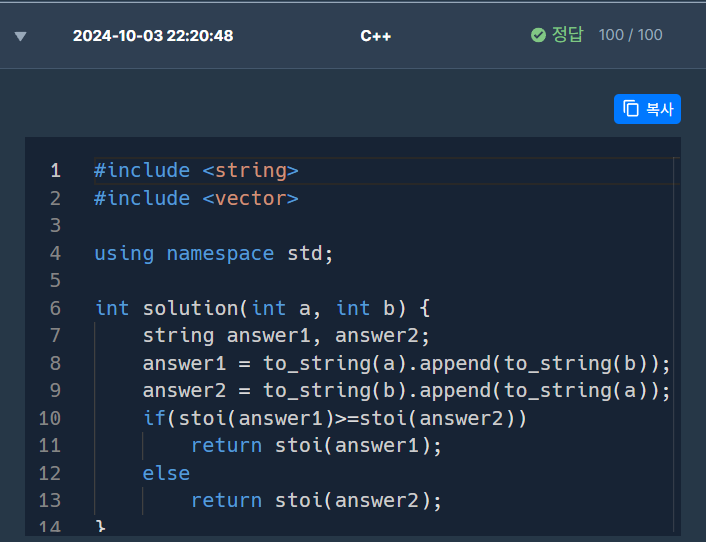 2024-10-03 22:20:48 C++ 정답 100 / 100
복사
1 #include <string>
2 #include <vector>
3
4 using namespace std;
5
6 int solution(int a, int b) {
7 string answer1, answer2;
8 answer1 = to_string(a).append(to_string(b));
9 answer2 = to_string(b).append(to_string(a));
10 if(stoi(answer1)>=stoi(answer2))
11 return stoi(answer1);
12 else
13 return stoi(answer2);
14 }